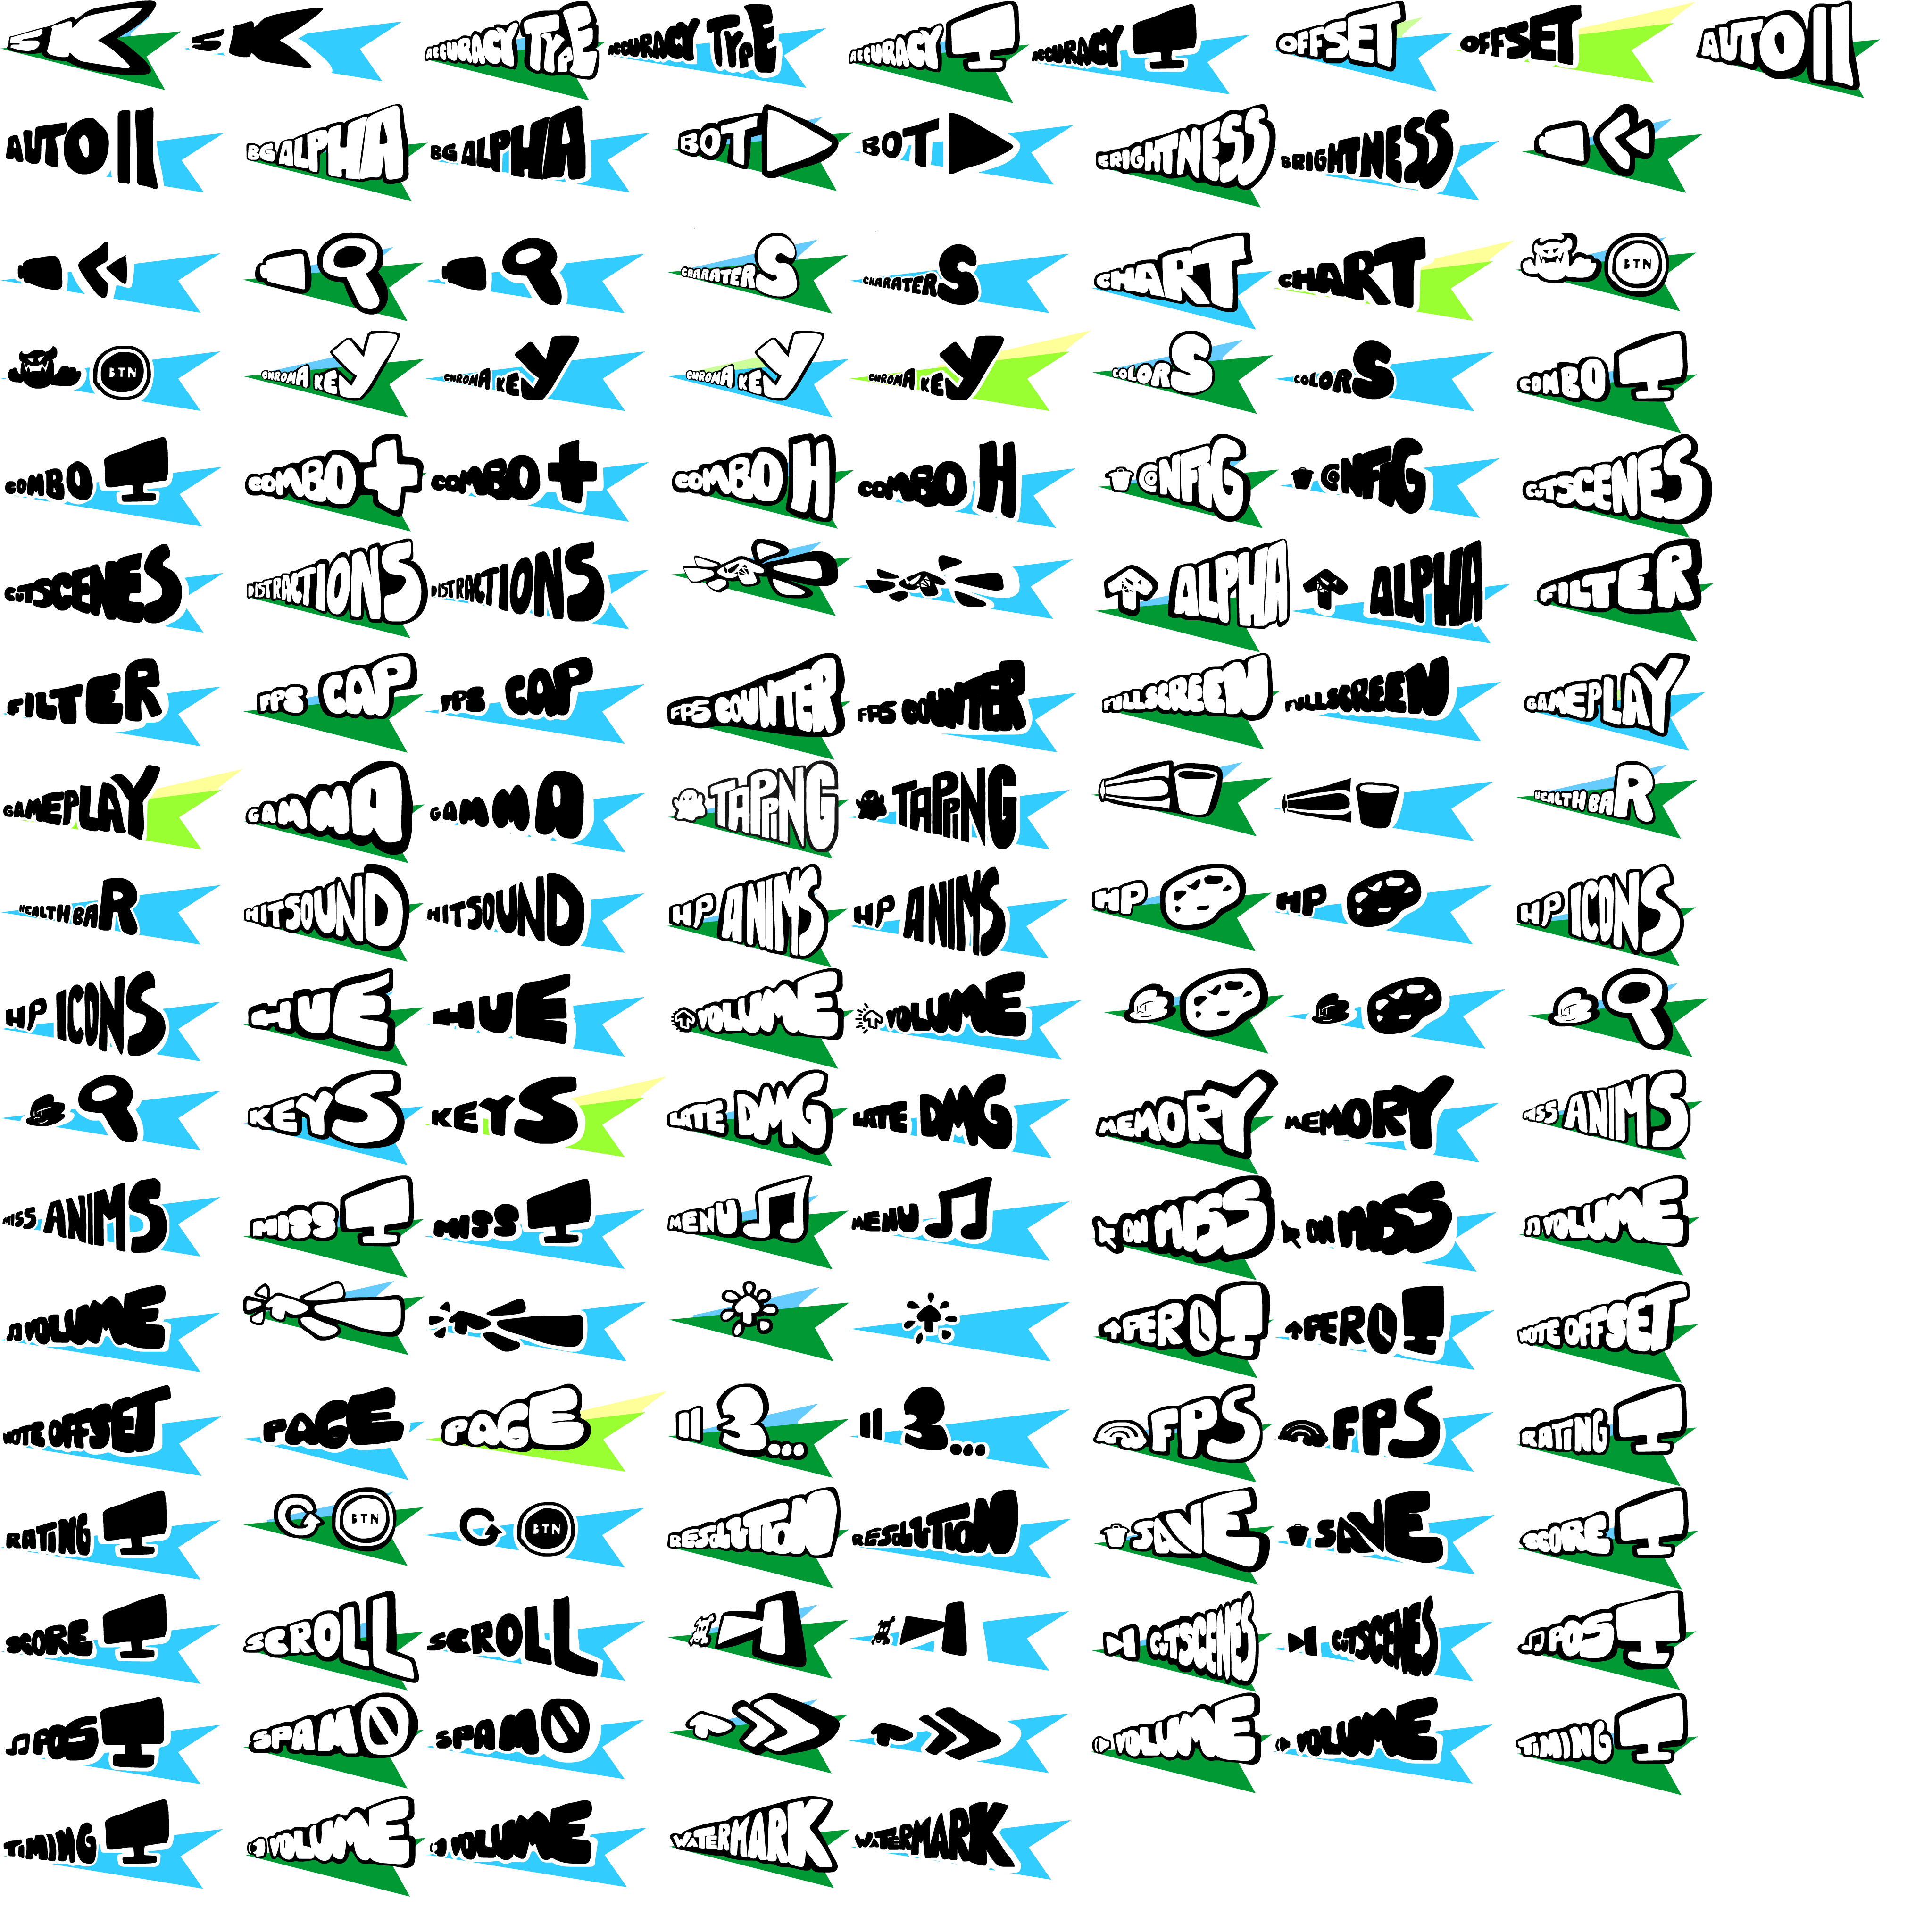 5K 5K ACCURACY TYPE ACCURACY TYPE ACCURACY ACCURACY OFFSET OFFSET AUTO
AUTO BG ALPHA BG ALPHA BOT BOT BRIGHTNESS BRIGHTNESS
CHARATERS CHARATERS CHART CHART BTN
BTN CHROMA KEY CHROMA KEY CHROMA KEY CHROMA KEY COLORS COLORS COMBO
COMBO COMBO+ COMBO+ COMBO H COMBO H C@NFIG C@NFIG CUTSCENES
CUTSCENES DISTRACTIONS DISTRACTIONS ALPHA ALPHA FILTER
FILTER FPS CAP FPS CAP FPS COUNTER FPS COUNTER FULLSCREEN FULLSCREEN GAMEPLAY
GAMEPLAY GAMMA GAMMA TAPPING TAPPING HEALTH BAR
HEALTH BAR HITSOUND HITSOUND HP ANIMS HP ANIMS HP HP HP ICONS
HP ICONS HUE HUE VOLUME VOLUME
KEYS KEYS LATE DMG LATE DMG MEMORY MEMORY MISS ANIMS
MISS ANIMS MISS MISS MENU MENU ON MISS ON MISS VOLUME
VOLUME PER PER NOTE OFFSET
NOTE OFFSET PAGE PAGE 3... 3... FPS FPS RATING
RATING BTN BTN RESOLUTION RESOLUTION SAVE SAVE SCORE
SCORE SCROLL SCROLL CUTSCENES CUTSCENES POS
POS SPAM SPAM VOLUME VOLUME TIMING
TIMING VOLUME VOLUME WATERMARK WATERMARK